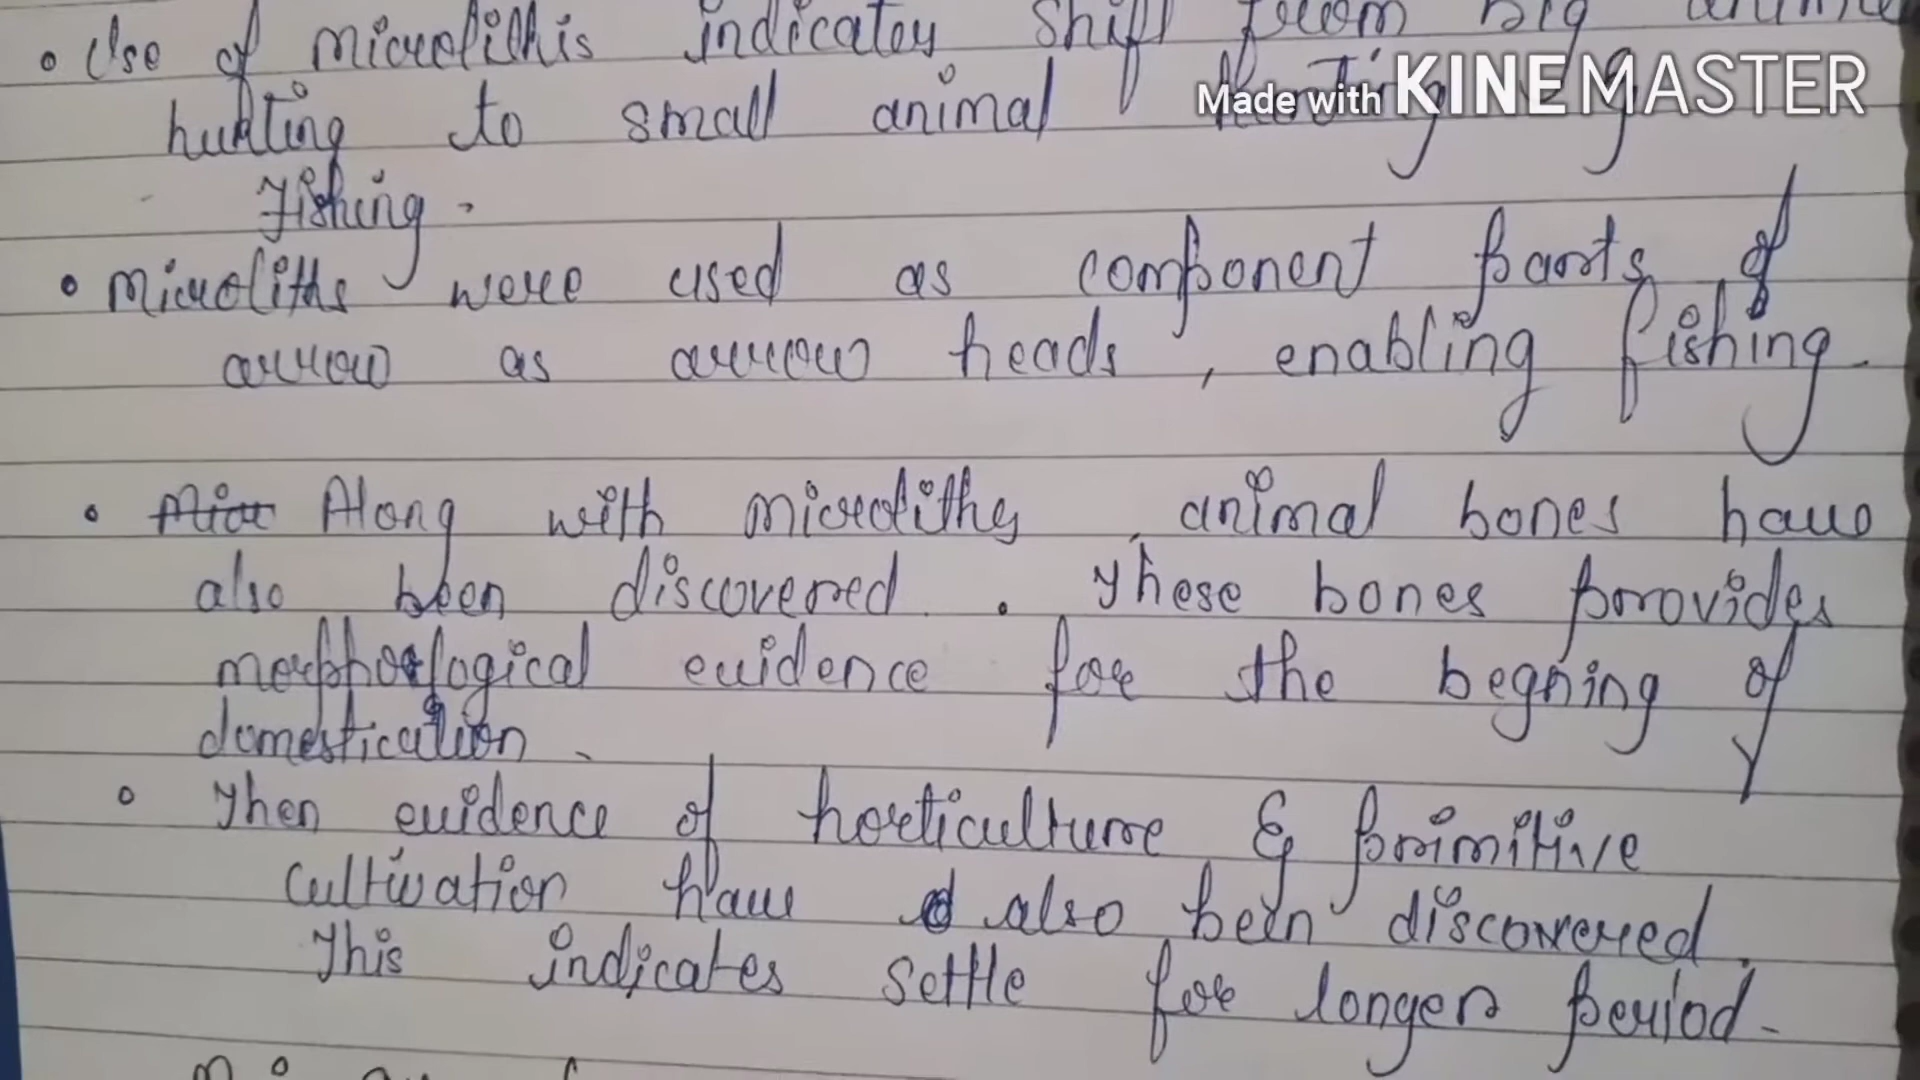 • Use of microliths indicates shift from big
hunting to small animal hunting &
Fishing.
Made with KINEMASTER
• Microliths were used as component parts of
arrow as arrow heads, enabling fishing.
• Along with microliths, animal bones have
also been discovered. These bones provides
morphological evidence for the begning of
domestication.
• Then evidence of horticulture & primitive
cultivation have also been discovered.
This indicates settle for longer period.